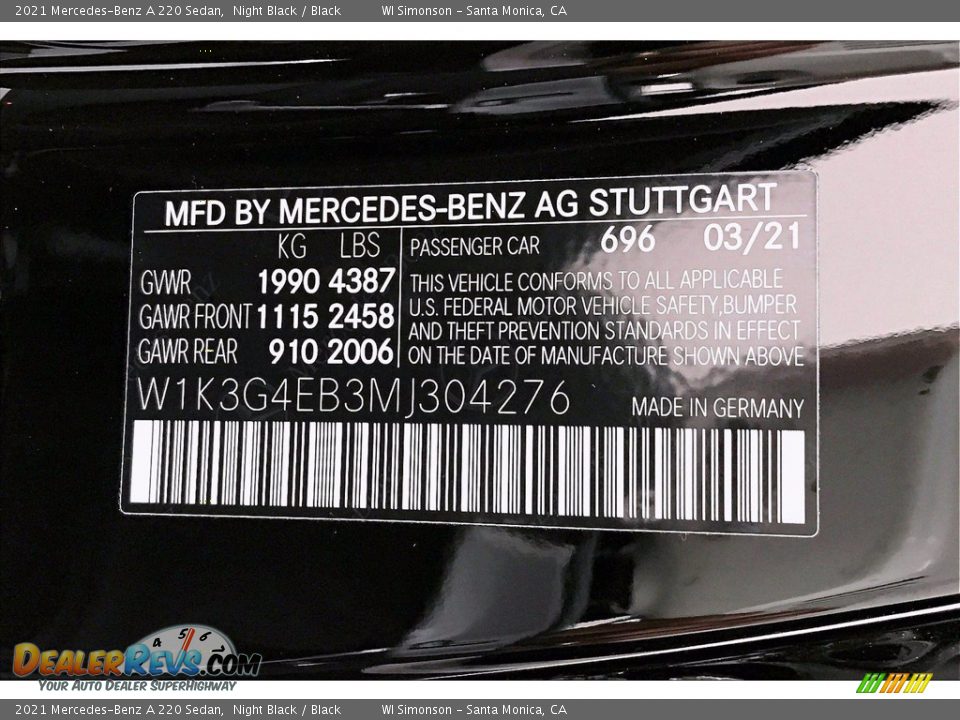 2021 Mercedes-Benz A 220 Sedan,  Night Black / Black  WI Simonson - Santa Monica, CA
MFD BY MERCEDES-BENZ AG STUTTGART
KG LBS PASSENGER CAR 696 03/21
GVWR 1990 4387
GAWR FRONT 1115 2458
GAWR REAR 910 2006
THIS VEHICLE CONFORMS TO ALL APPLICABLE
U.S. FEDERAL MOTOR VEHICLE SAFETY,BUMPER
AND THEFT PREVENTION STANDARDS IN EFFECT
ON THE DATE OF MANUFACTURE SHOWN ABOVE
W1K3G4EB3MJ304276
MADE IN GERMANY
4 5 6
DEALERREVS.COM
YOUR AUTO DEALER SUPERHIGHWAY
2021 Mercedes-Benz A 220 Sedan,  Night Black / Black  WI Simonson - Santa Monica, CA